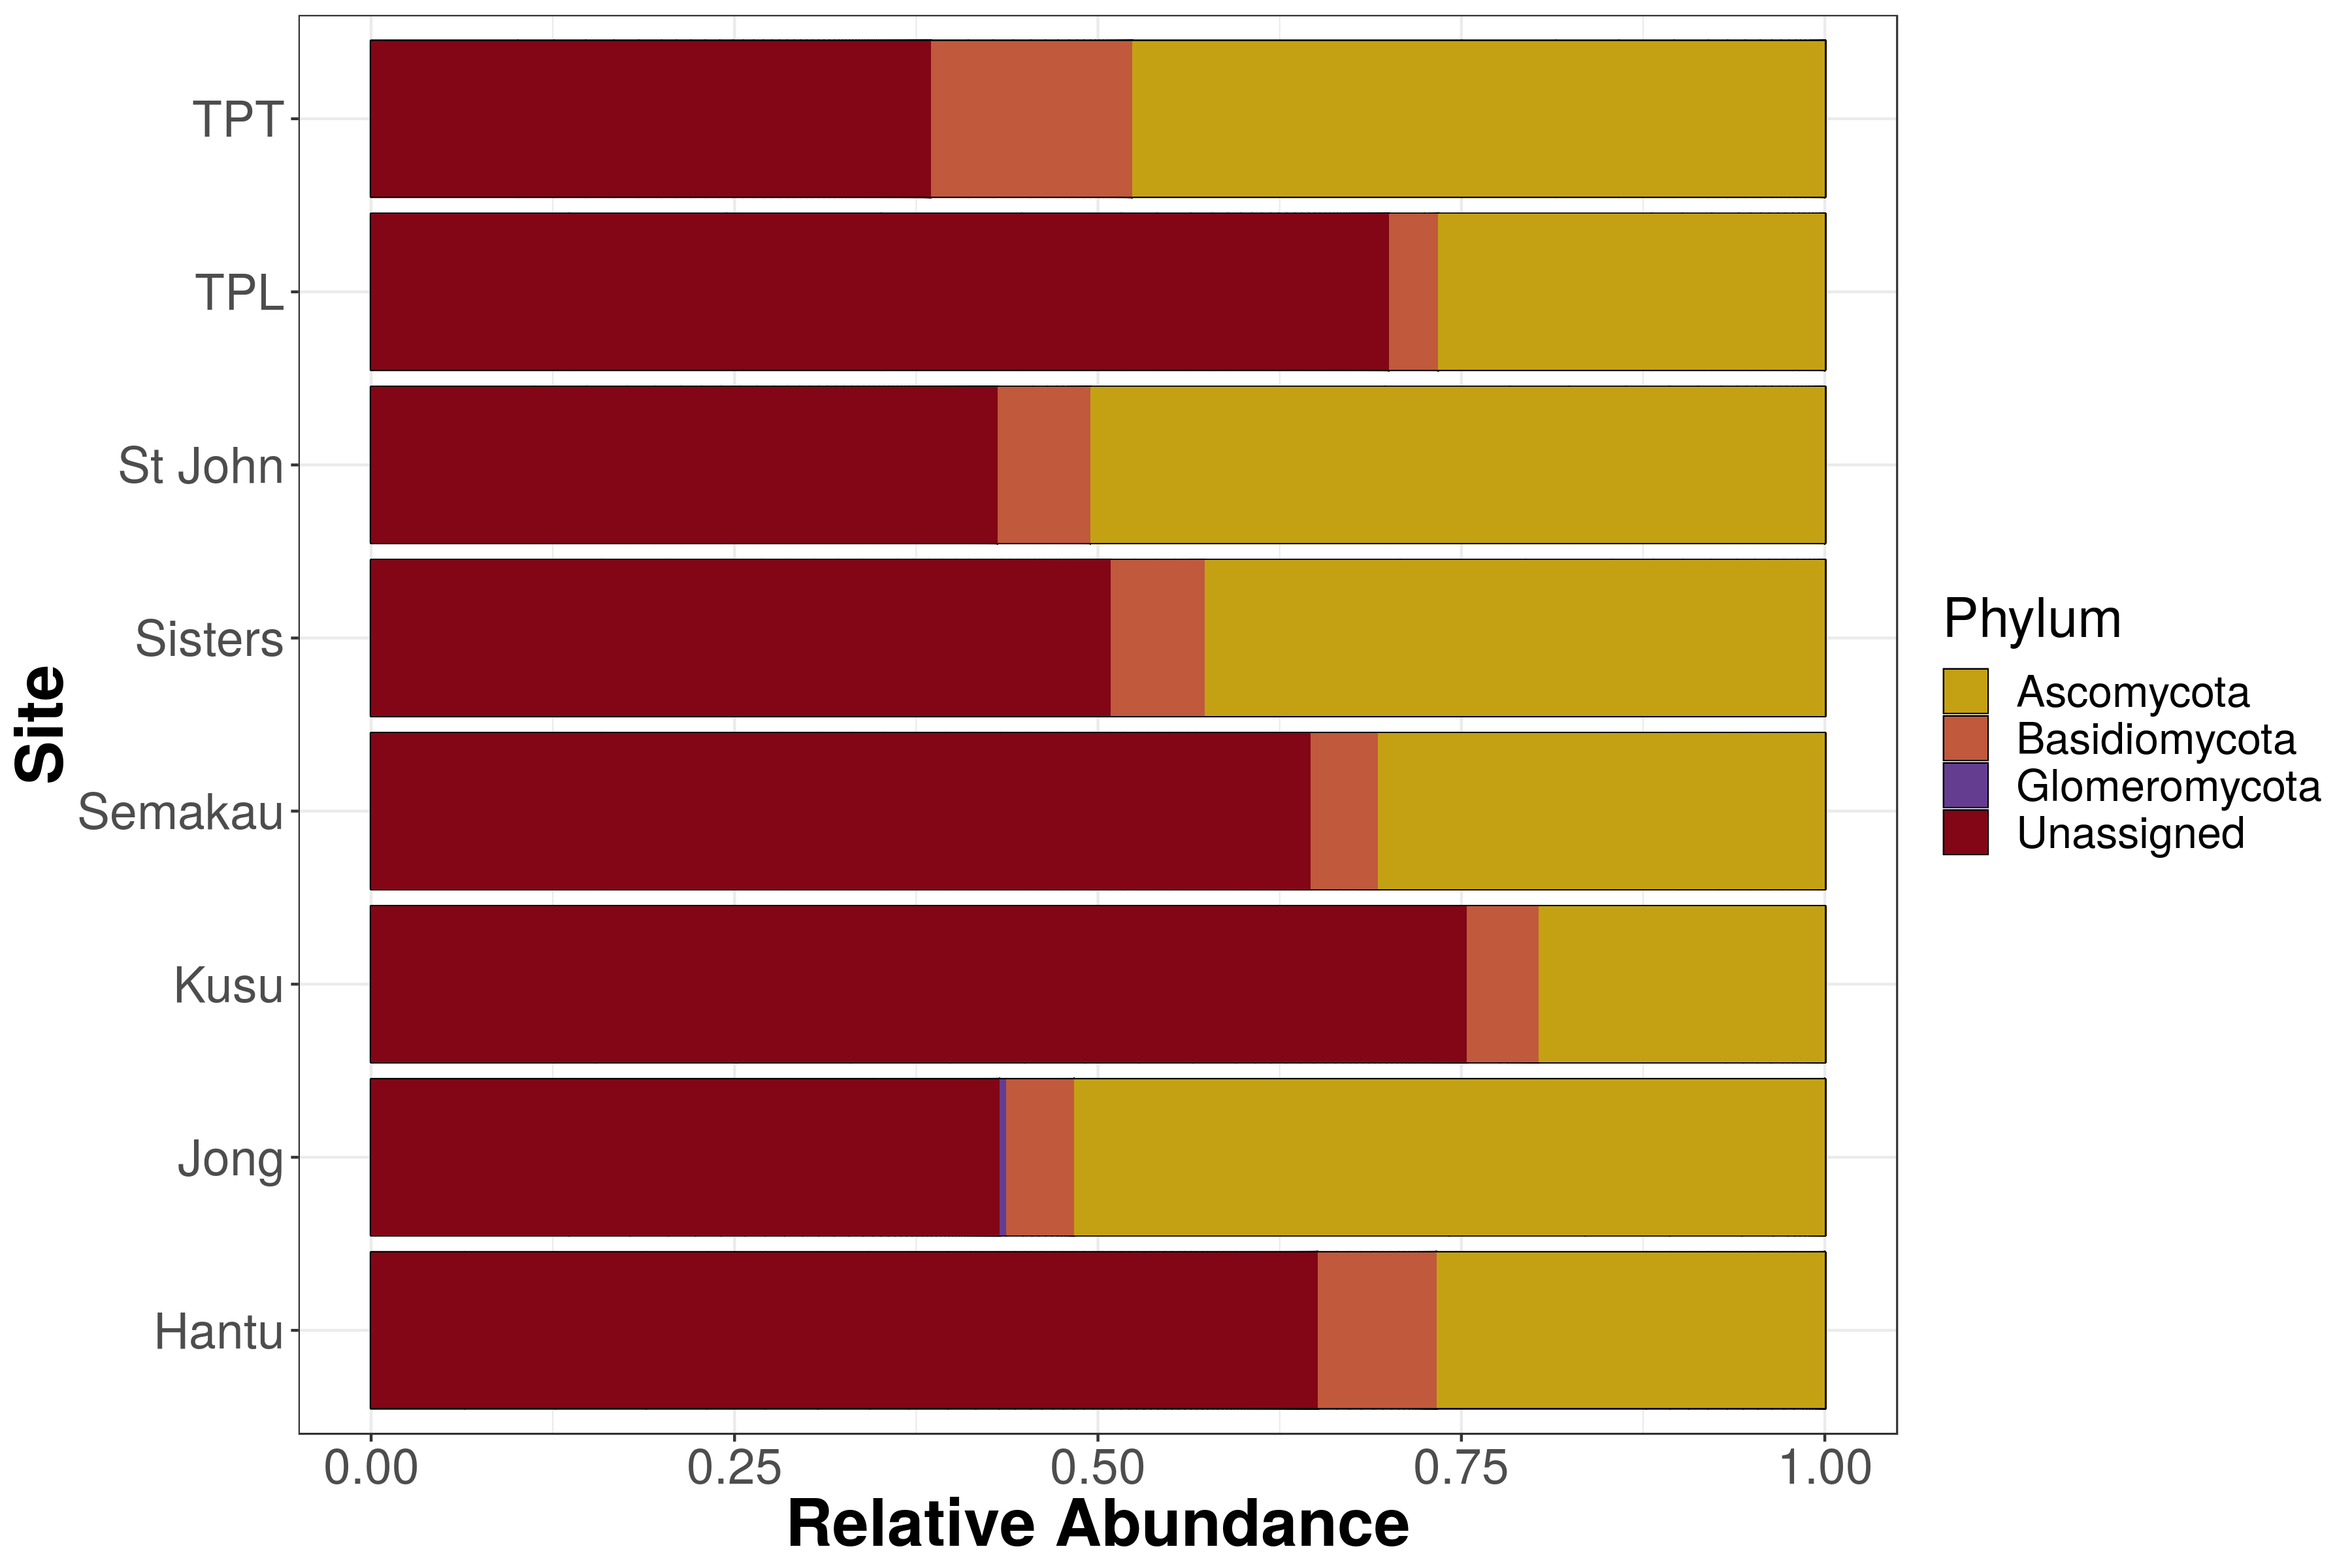 TPT
TPL
St John
Sisters
Semakau
Kusu
Jong
Hantu
Site
0.00 0.25 0.50 0.75 1.00
Relative Abundance
Phylum
Ascomycota
Basidiomycota
Glomeromycota
Unassigned